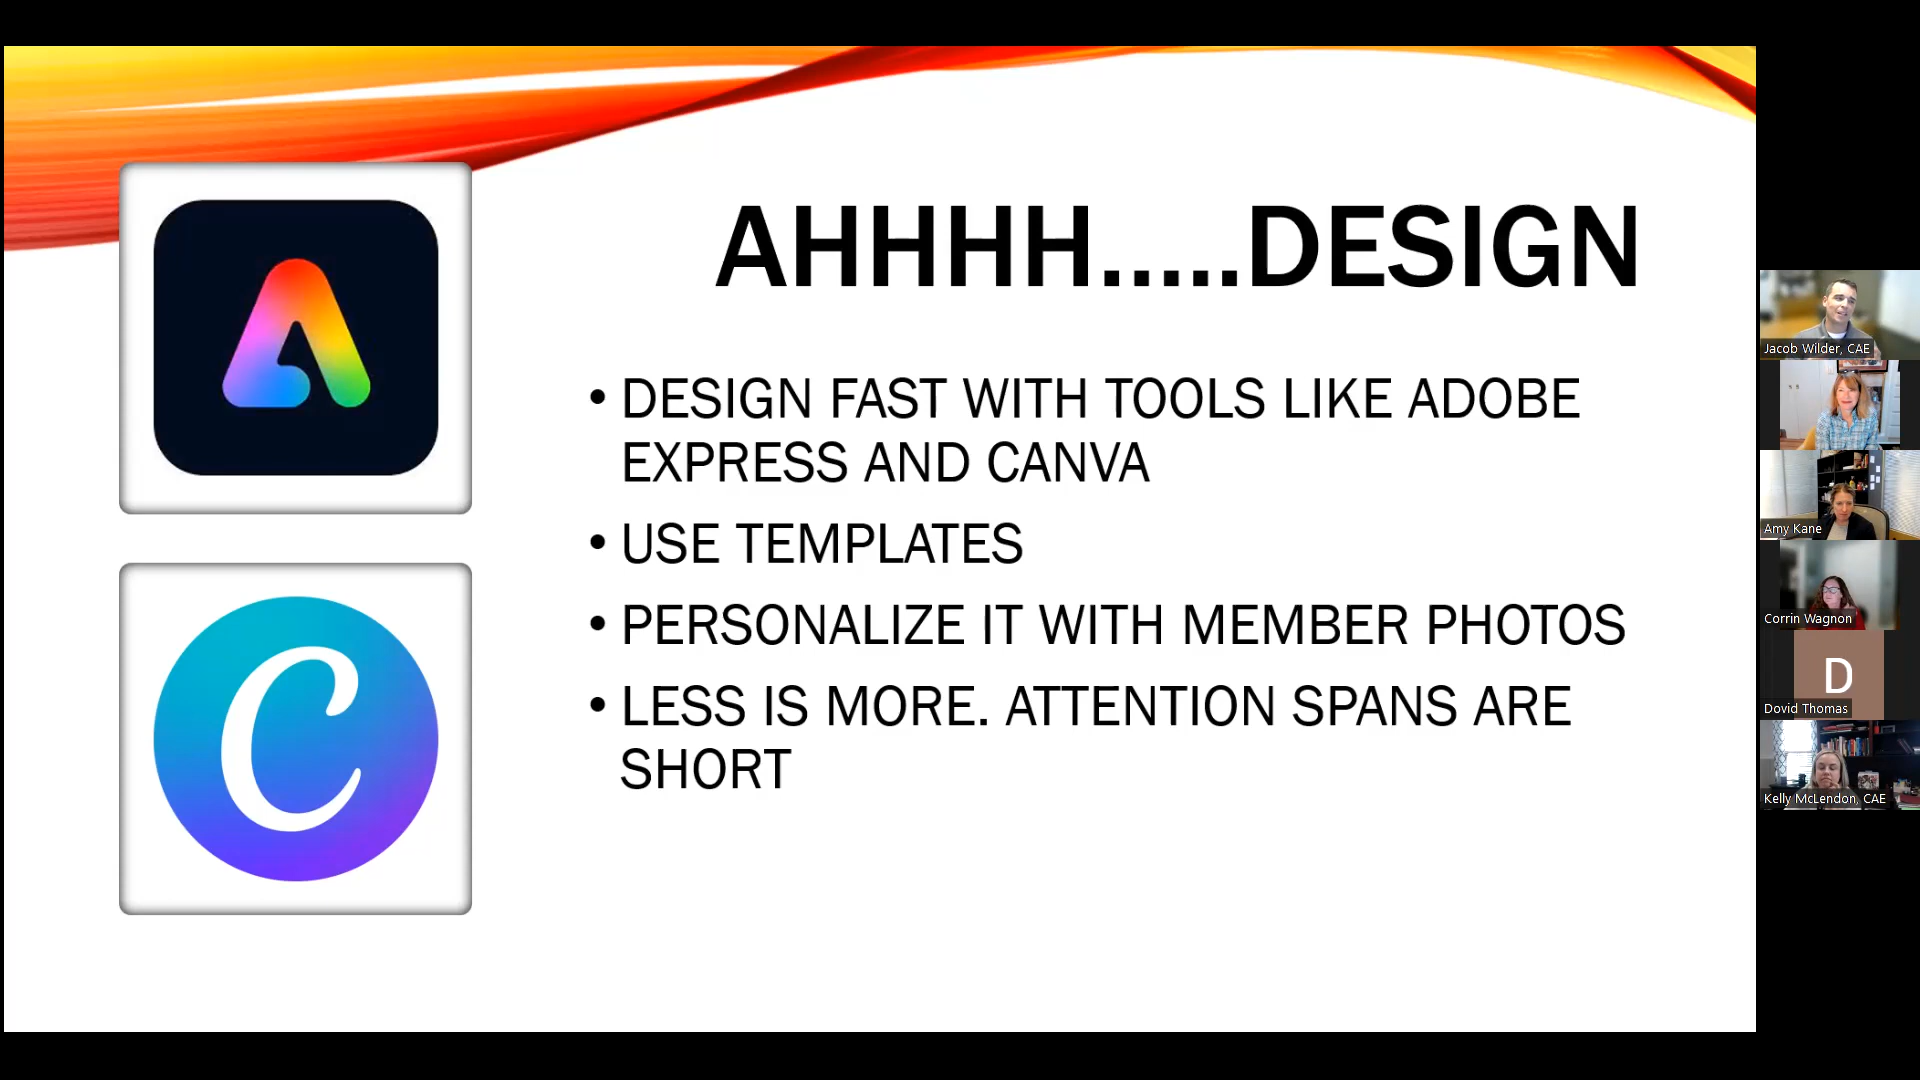 AHHHH.....DESIGN
• DESIGN FAST WITH TOOLS LIKE ADOBE
EXPRESS AND CANVA
• USE TEMPLATES
• PERSONALIZE IT WITH MEMBER PHOTOS
• LESS IS MORE. ATTENTION SPANS ARE
SHORT
C
Jacob Wilder, CAE
Amy Kane
Corrin Wagnon
D
Dovid Thomas
Kelly McLendon, CAE